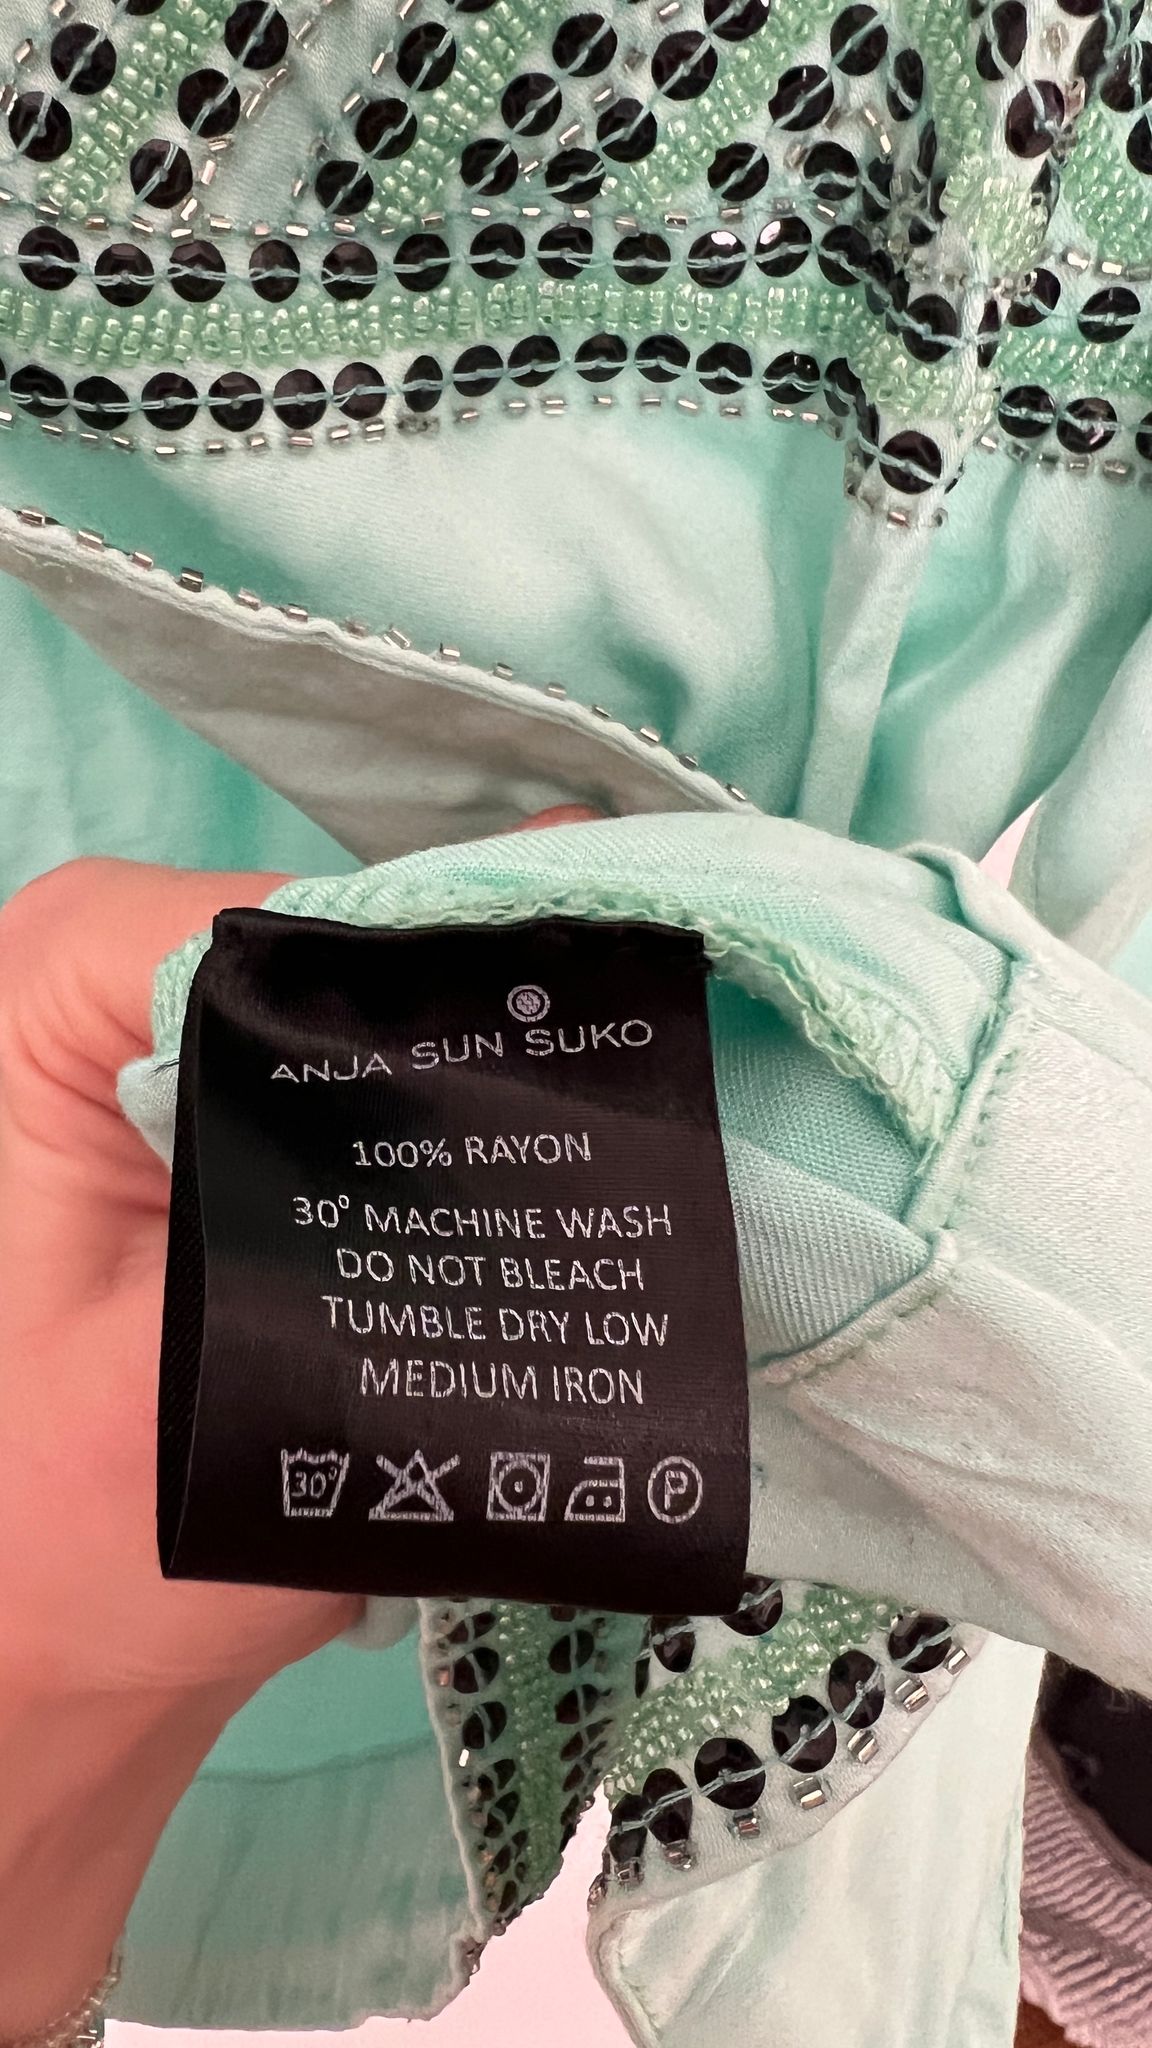 ANJA SUN SUKO
100% RAYON
30° MACHINE WASH
DO NOT BLEACH
TUMBLE DRY LOW
MEDIUM IRON
30° P